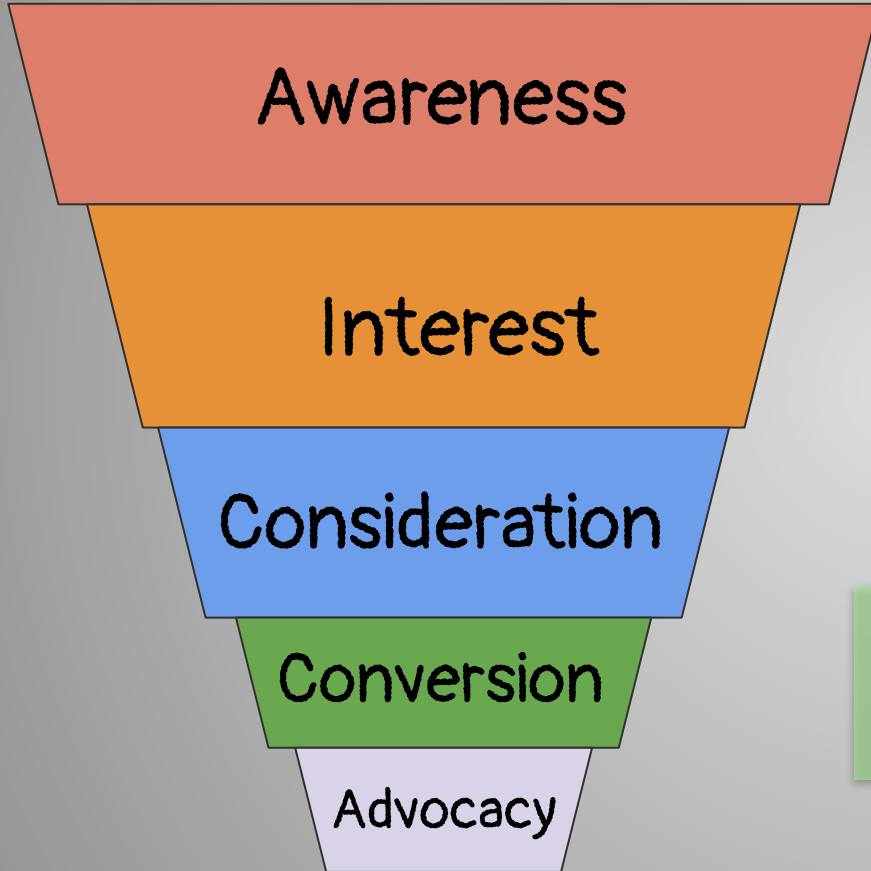 Awareness
Interest
Consideration
Conversion
Advocacy